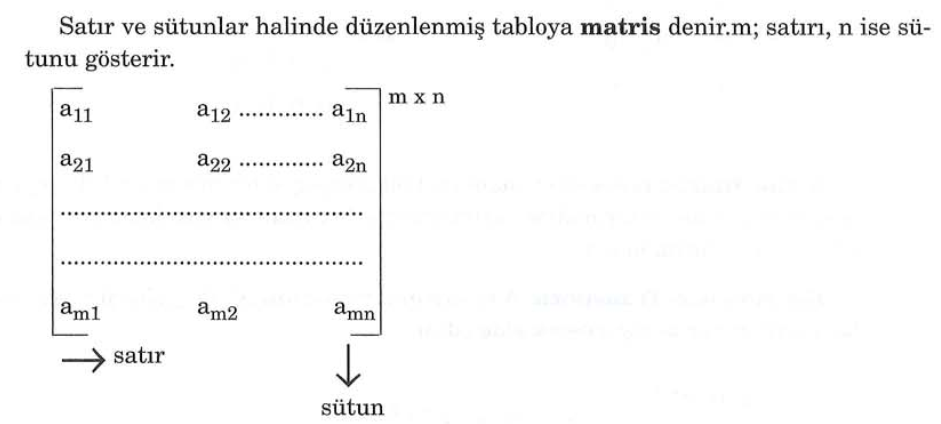 Satır ve sütunlar halinde düzenlenmiş tabloya matris denir.m; satırı, n ise sü-
tunu gösterir.
a11 a12 ............. a1n m x n
a21 a22 ............. a2n
...............................................
...............................................
am1 am2 amn
→ satır
↓
sütun